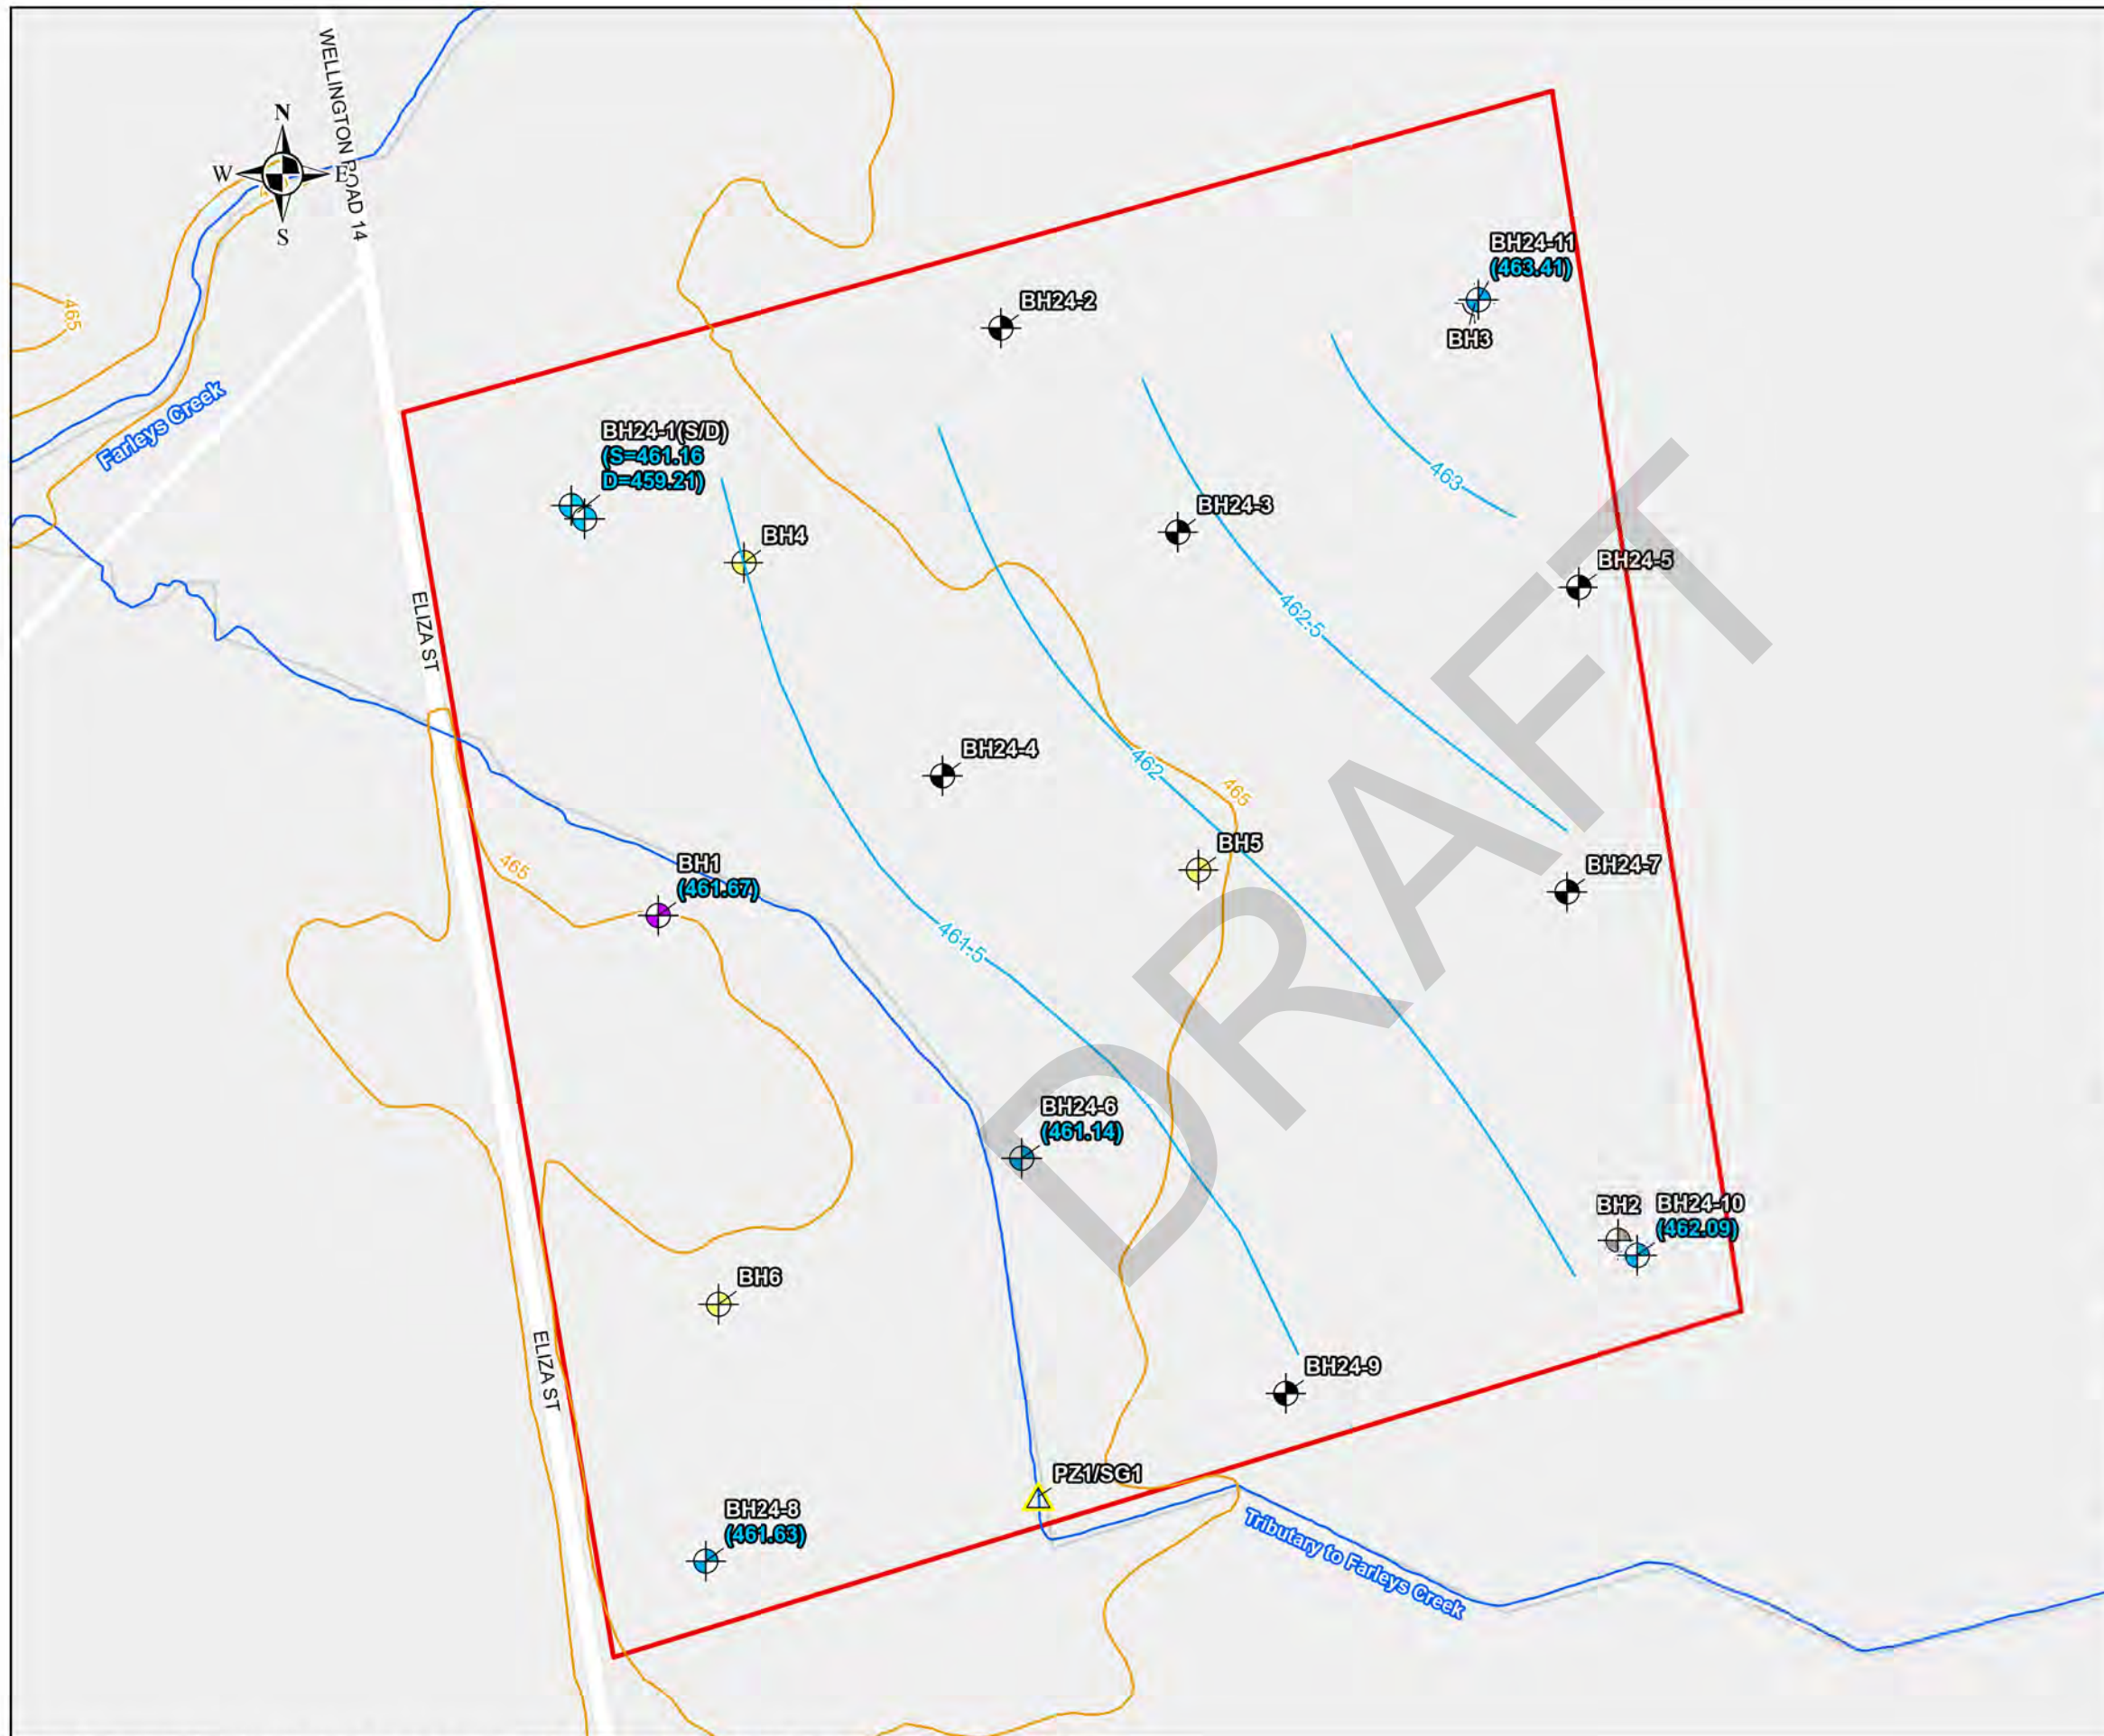 WELLINGTON ROAD 14
N
W
E
S
BH24-11
(463.41)
BH3
BH24-2
465
Farleys Creek
BH24-1(S/D)
(S=461.16
D=459.21)
463
BH24-3
BH4
BH24-5
ELIZA ST
462.5
BH24-4
462
465
BH5
BH1
(461.67)
465
BH24-7
461.5
BH24-6
(461.14)
BH2
BH24-10
(462.09)
BH6
ELIZA ST
BH24-9
PZ1/SG1
BH24-8
(461.63)
Tributary to Farleys Creek
DRAFT